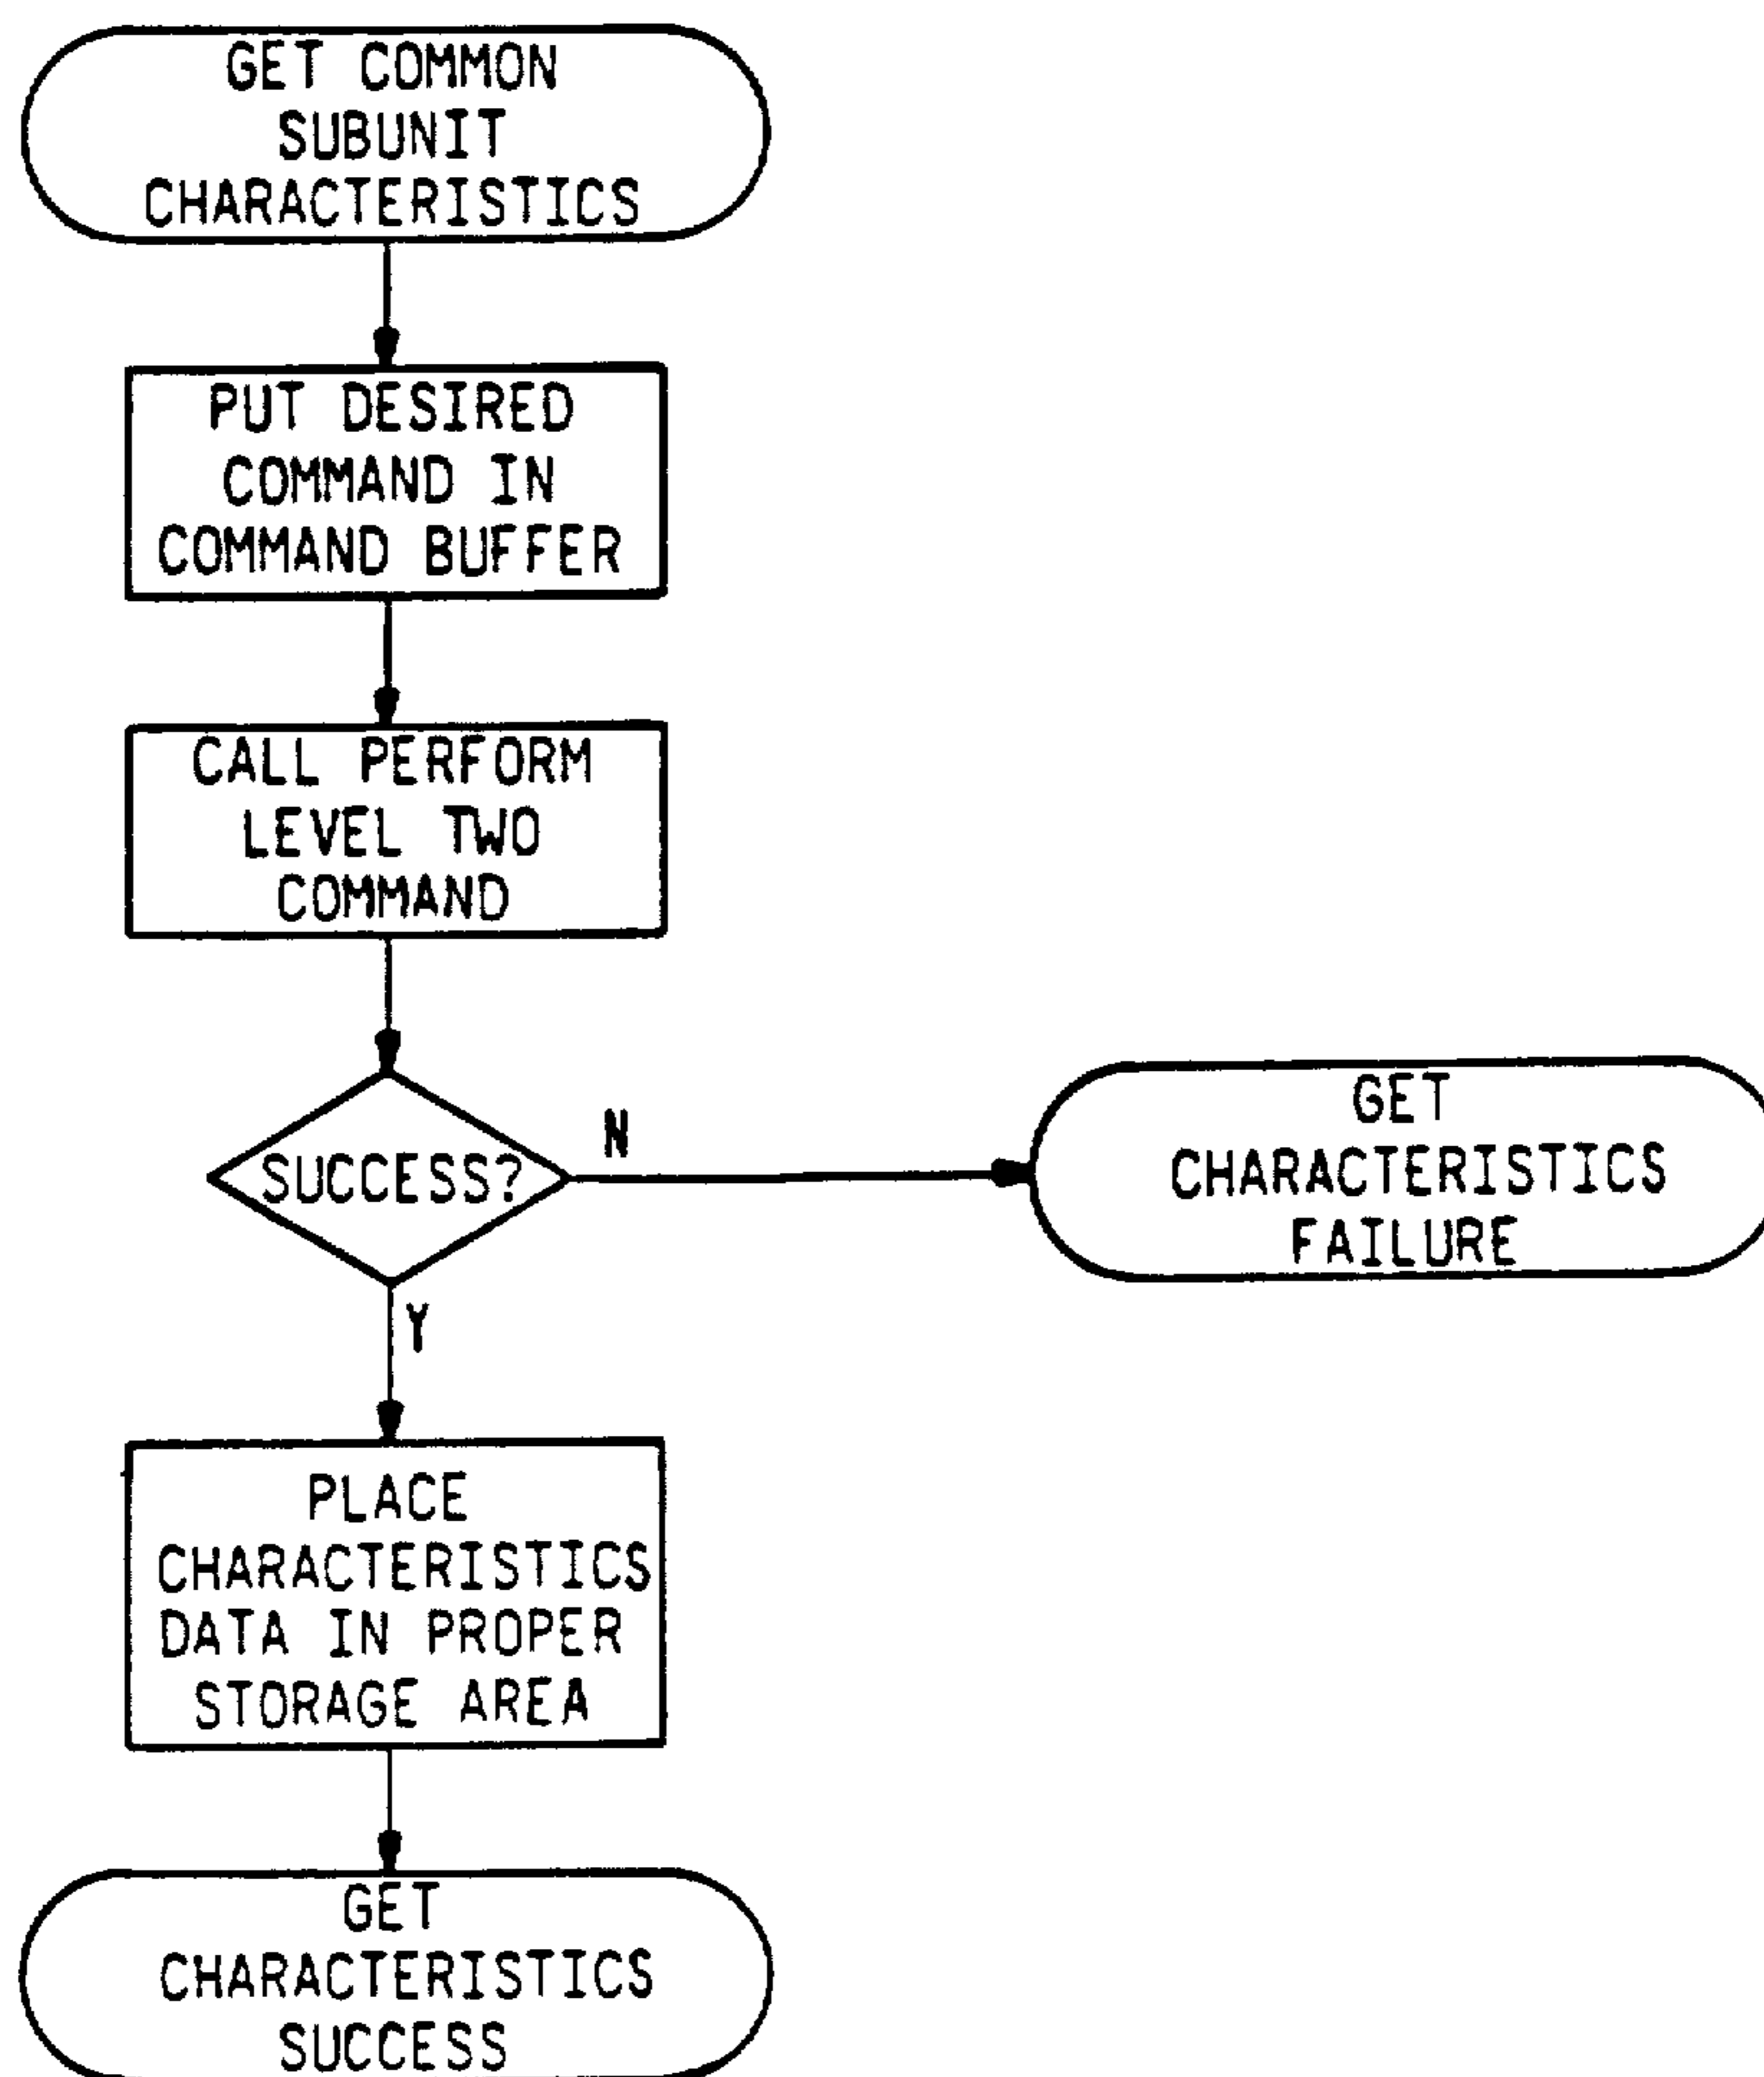 GET COMMON
SUBUNIT
CHARACTERISTICS
PUT DESIRED
COMMAND IN
COMMAND BUFFER
CALL PERFORM
LEVEL TWO
COMMAND
SUCCESS?
N
GET
CHARACTERISTICS
FAILURE
Y
PLACE
CHARACTERISTICS
DATA IN PROPER
STORAGE AREA
GET
CHARACTERISTICS
SUCCESS